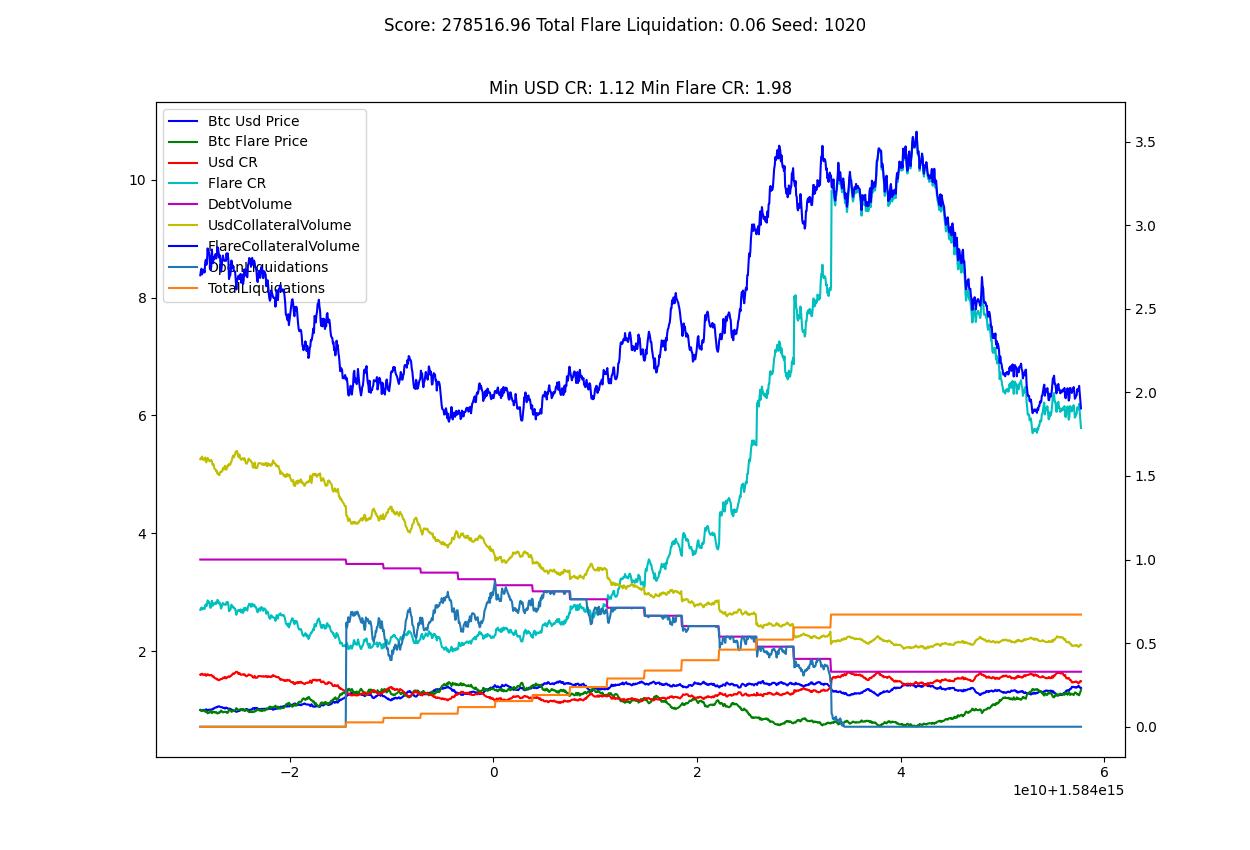 Score: 278516.96 Total Flare Liquidation: 0.06 Seed: 1020
Min USD CR: 1.12 Min Flare CR: 1.98
Btc Usd Price
Btc Flare Price
Usd CR
Flare CR
DebtVolume
UsdCollateralVolume
FlareCollateralVolume
OpenLiquidations
TotalLiquidations
10
8
6
4
2
3.5
3.0
2.5
2.0
1.5
1.0
0.5
0.0
−2
0
2
4
6
1e10+1.584e15